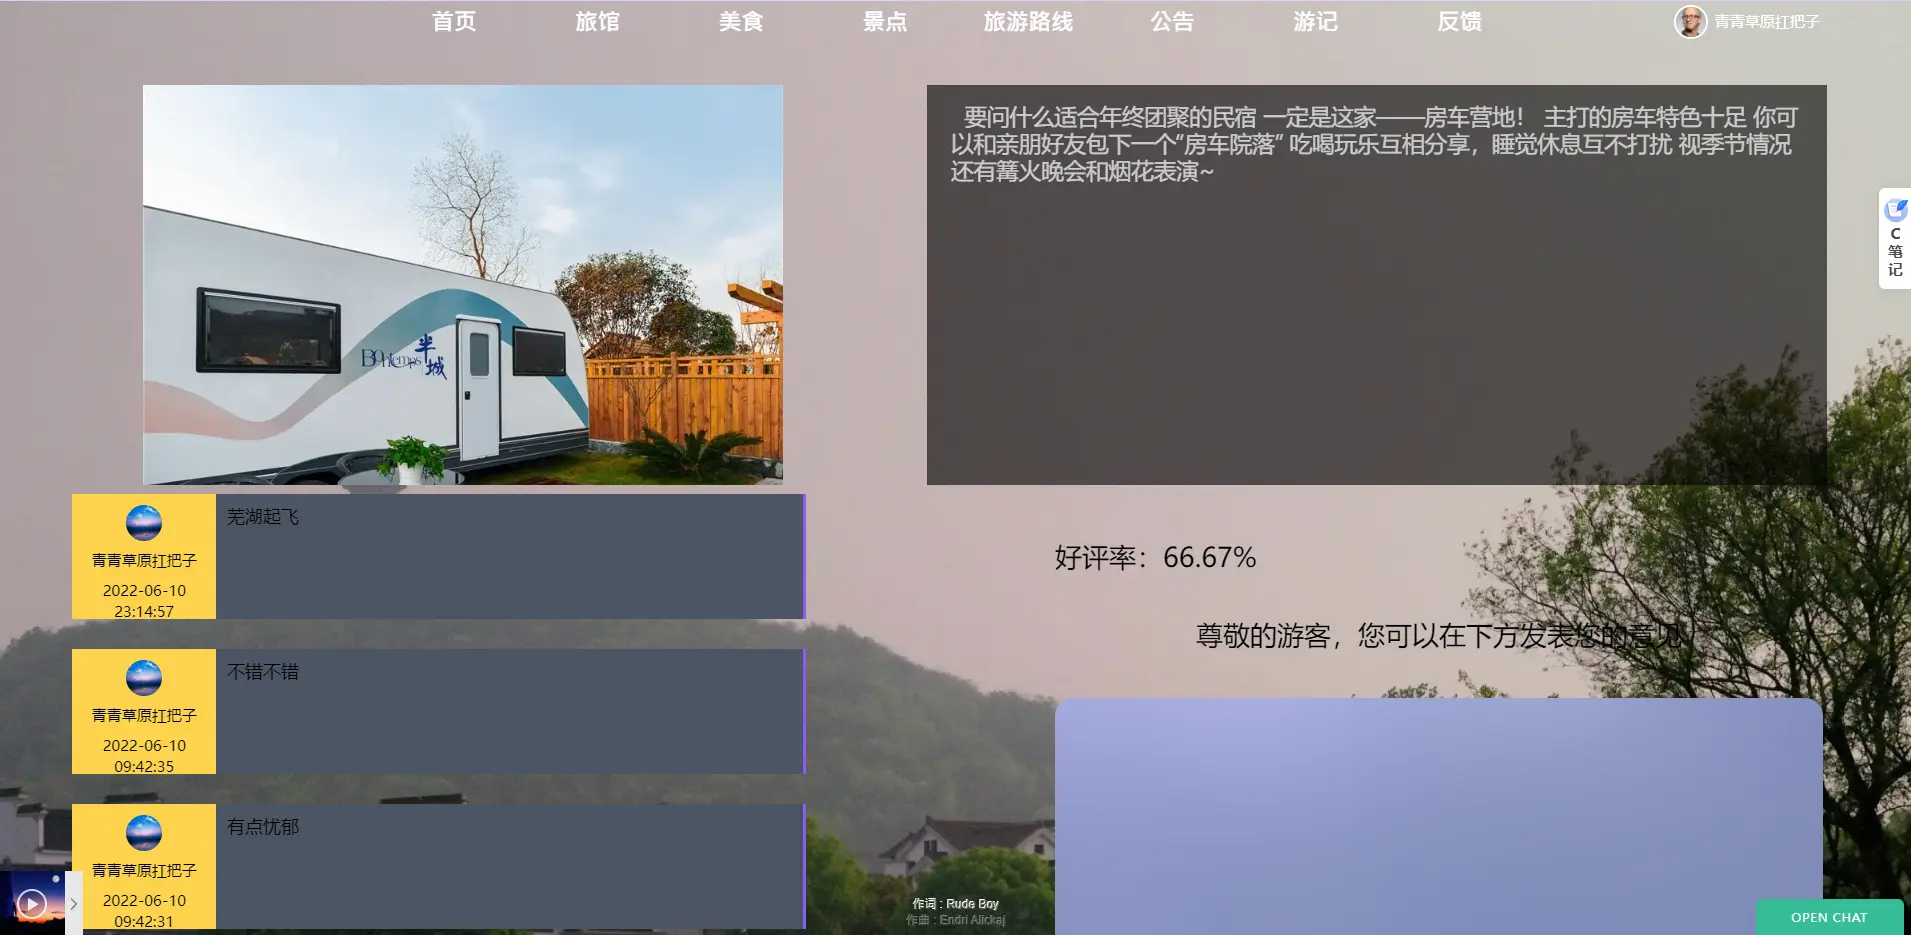 首页 旅馆 美食 景点 旅游路线 公告 游记 反馈 青青草原扛把子
要问什么适合年终团聚的民宿 一定是这家——房车营地！ 主打的房车特色十足 你可
以和亲朋好友包下一个“房车院落” 吃喝玩乐互相分享，睡觉休息互不打扰 视季节情况
还有篝火晚会和烟花表演~
C
笔
记
Bontemps
半城
芜湖起飞
青青草原扛把子
2022-06-10
23:14:57
好评率：66.67%
尊敬的游客，您可以在下方发表您的意见
不错不错
青青草原扛把子
2022-06-10
09:42:35
有点忧郁
青青草原扛把子
2022-06-10
09:42:31
作词 : Rude Boy
作曲 : Endri Alickaj
OPEN CHAT